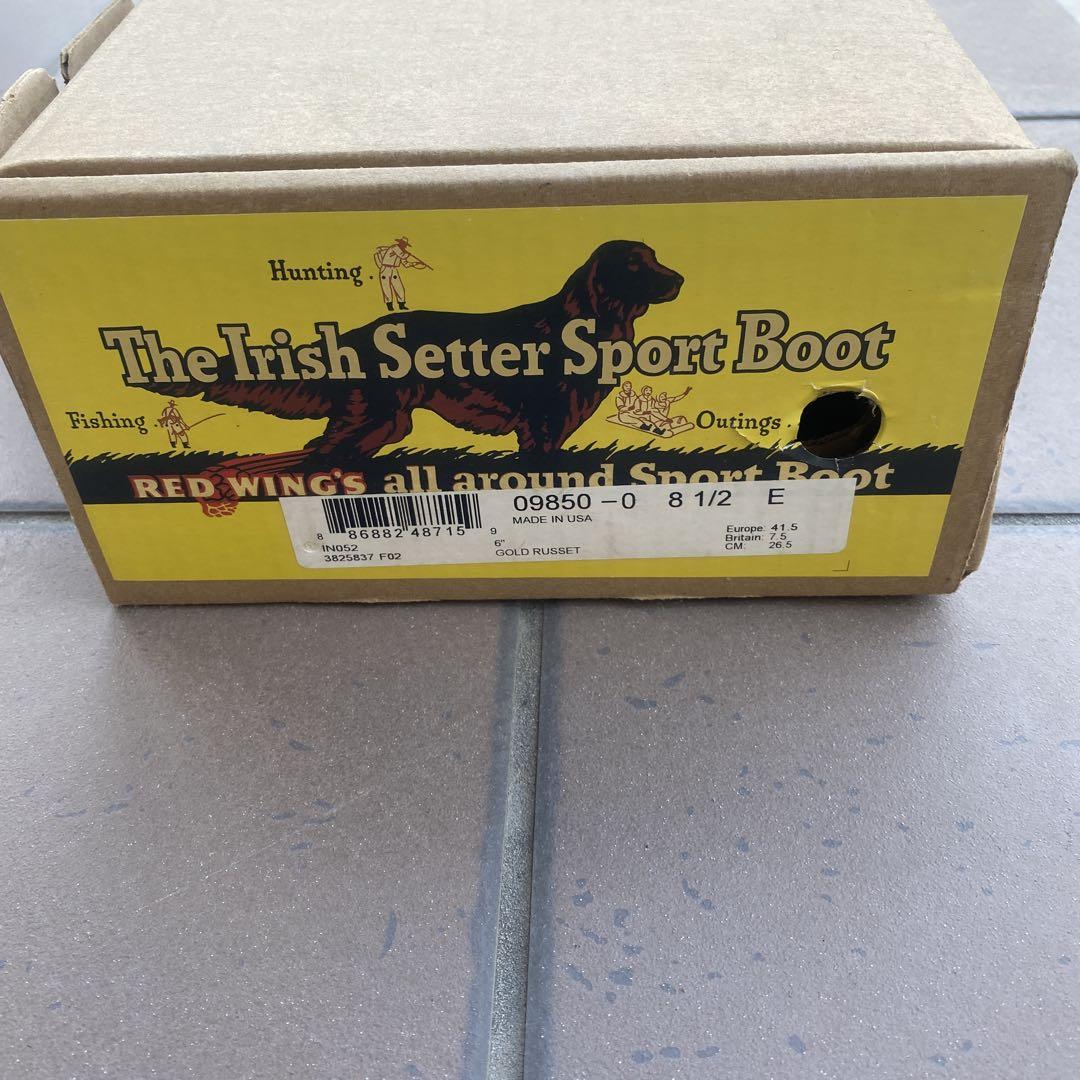 Hunting.
The Irish Setter Sport Boot
Fishing.
Outings.
RED WING'S all around Sport Boot
09850-0 8 1/2 E
MADE IN USA
8 86882 48715 9
IN052
3825837 F02
6"
GOLD RUSSET
Europe: 41.5
Britain: 7.5
CM: 26.5